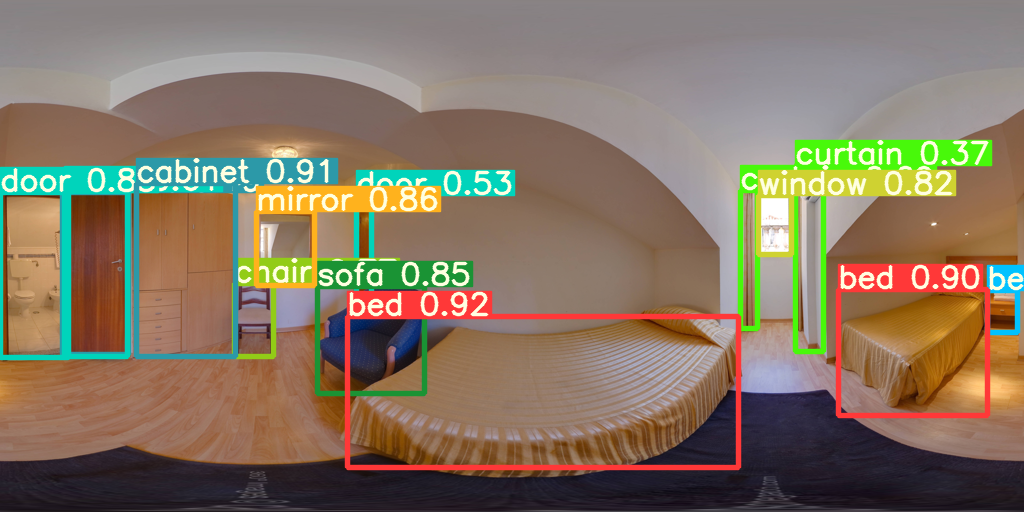 door 0.8
cabinet 0.91
door 0.53
mirror 0.86
chair
sofa 0.85
bed 0.92
curtain 0.37
c
window 0.82
bed 0.90
be